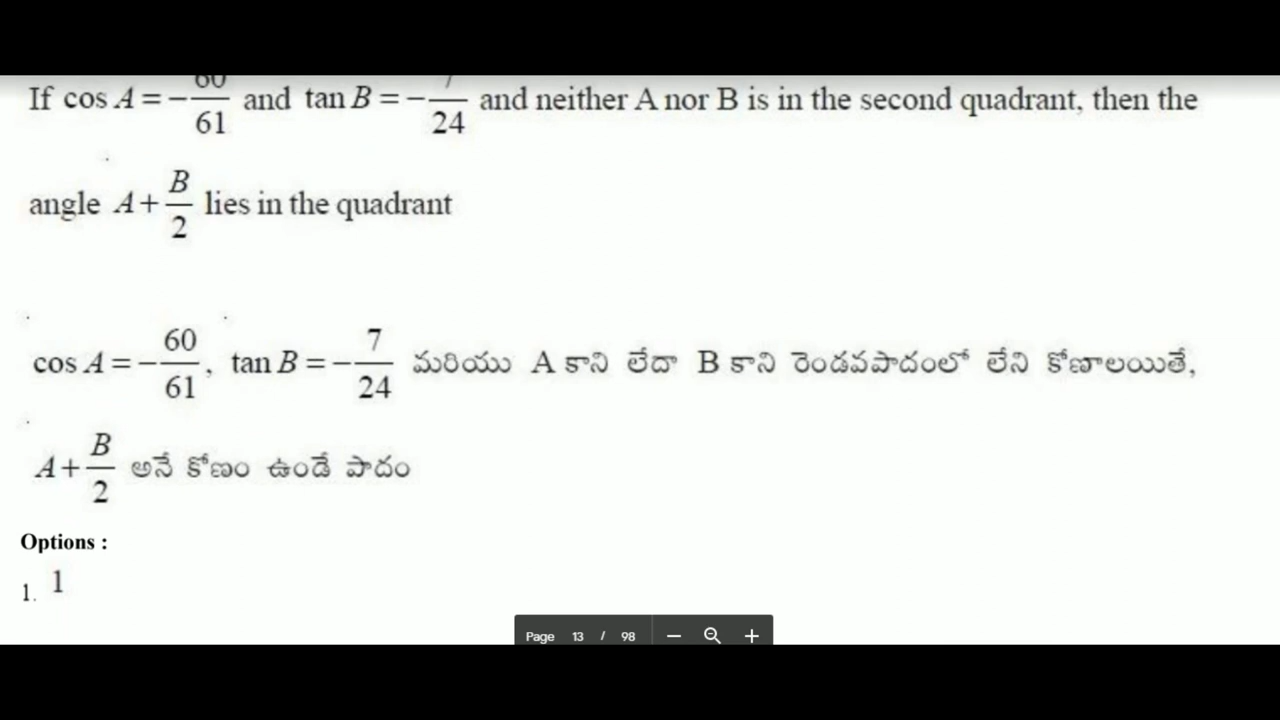 If cos A = −60/61 and tan B = −7/24 and neither A nor B is in the second quadrant, then the
angle A + B/2 lies in the quadrant
cos A = −60/61, tan B = −7/24 మరియు A కాని లేదా B కాని రెండవపాదంలో లేని కోణాలయితే,
A + B/2 అనే కోణం ఉండే పాదం
Options :
1. 1
Page 13 / 98